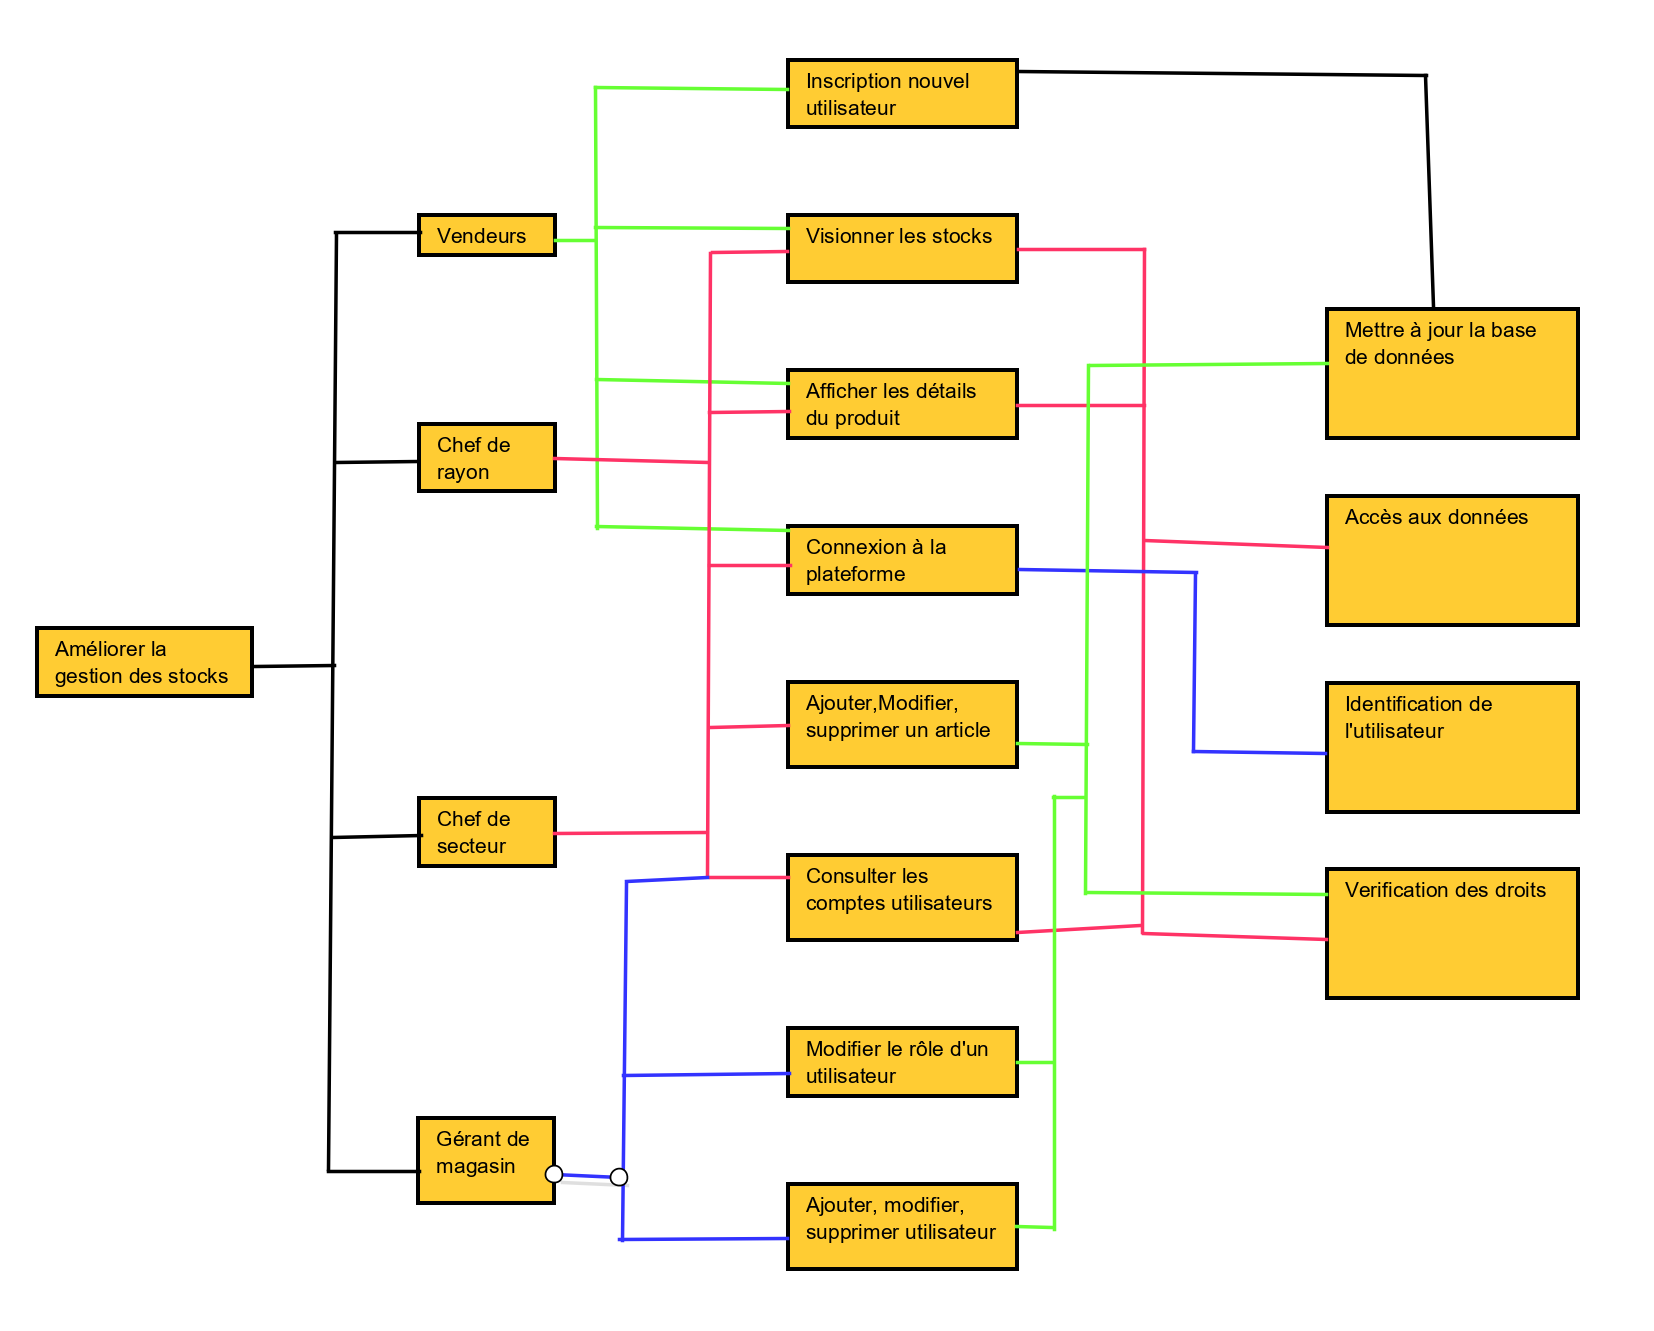 Améliorer la
gestion des stocks
Vendeurs
Chef de
rayon
Chef de
secteur
Gérant de
magasin
Inscription nouvel
utilisateur
Visionner les stocks
Afficher les détails
du produit
Connexion à la
plateforme
Ajouter,Modifier,
supprimer un article
Consulter les
comptes utilisateurs
Modifier le rôle d'un
utilisateur
Ajouter, modifier,
supprimer utilisateur
Mettre à jour la base
de données
Accès aux données
Identification de
l'utilisateur
Verification des droits